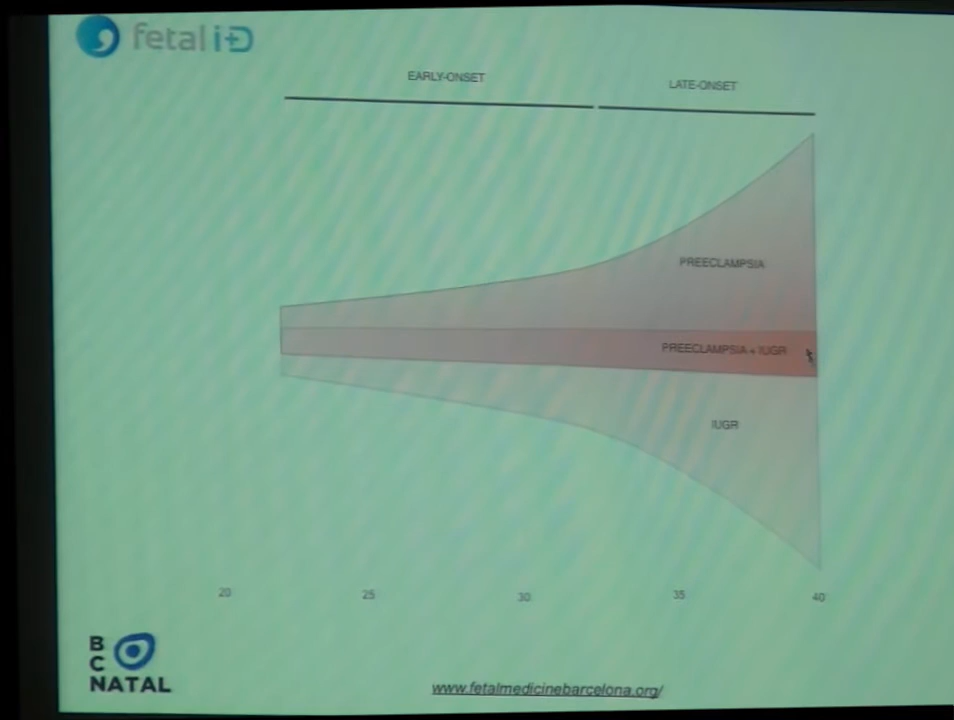 fetal i+D
EARLY-ONSET
LATE-ONSET
PREECLAMPSIA
PREECLAMPSIA + IUGR
IUGR
20 25 30 35 40
B
C
NATAL
www.fetalmedicinebarcelona.org/